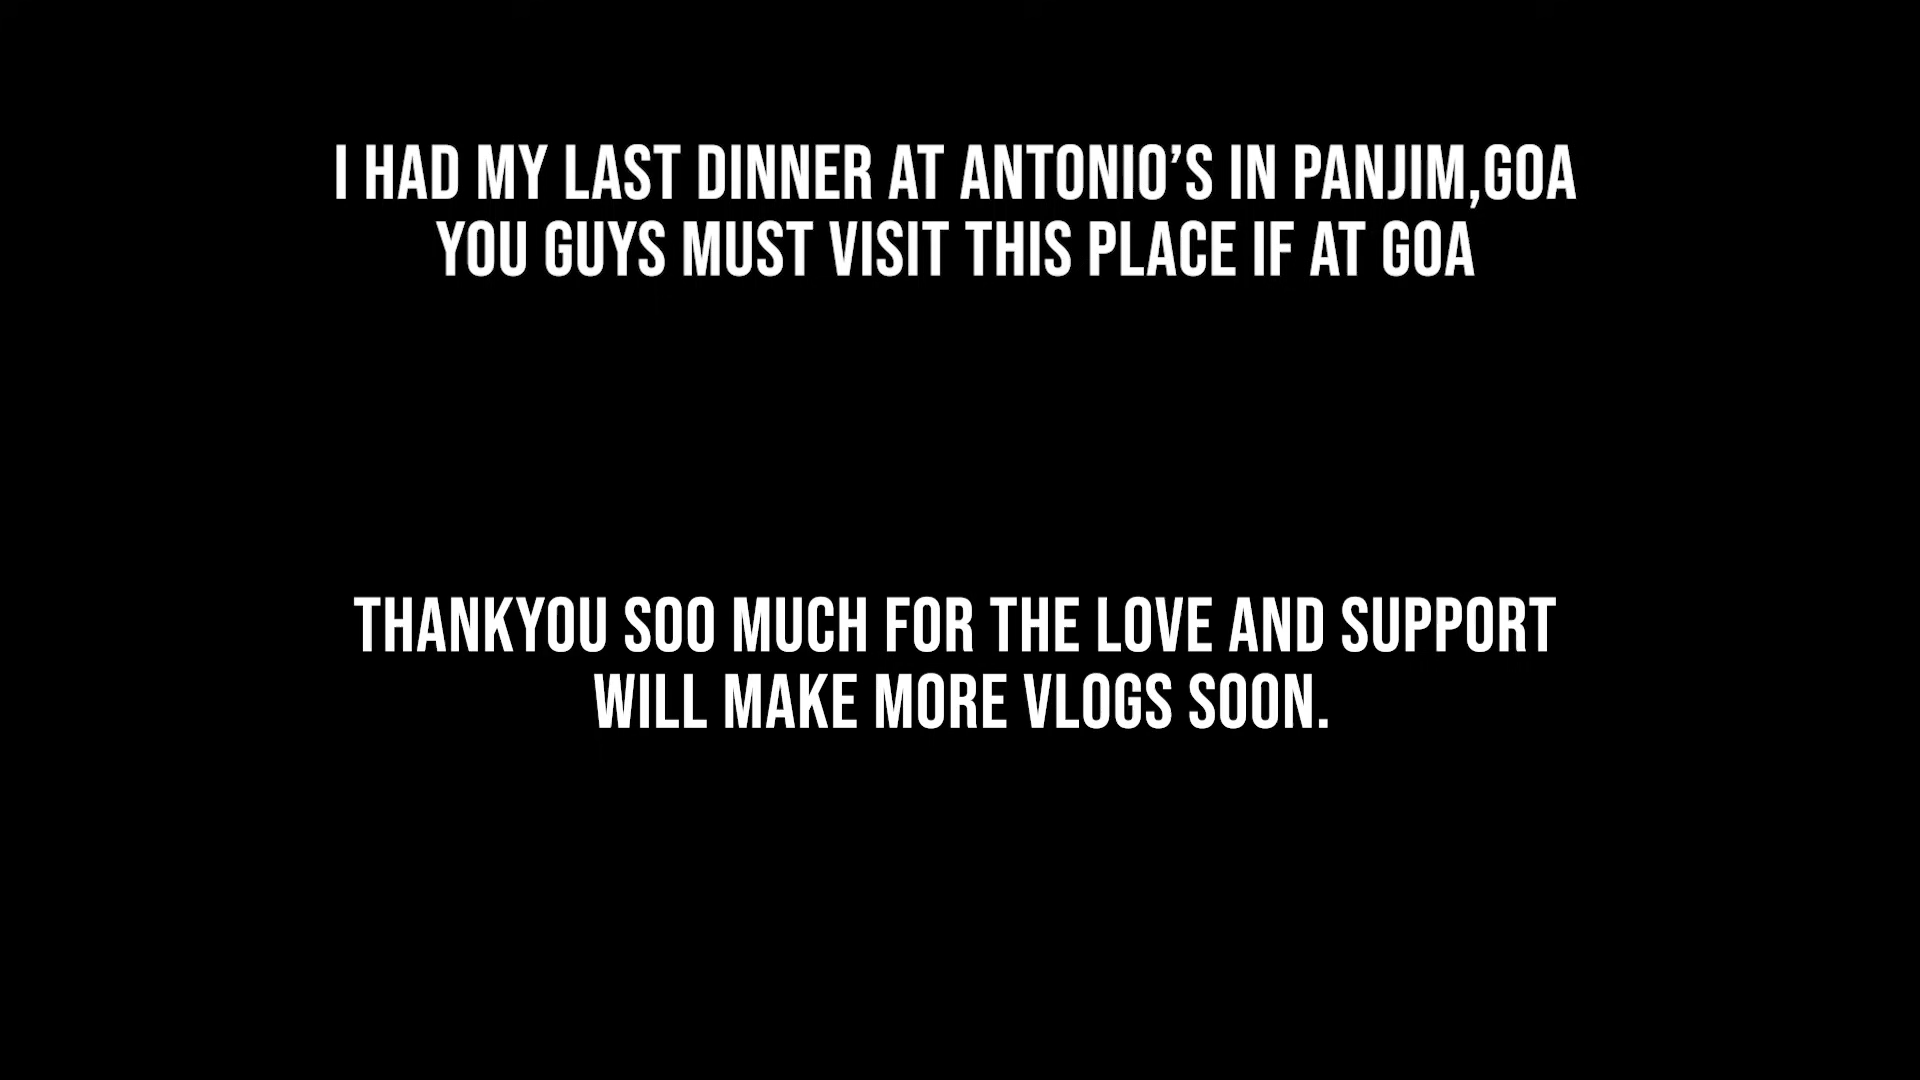 I HAD MY LAST DINNER AT ANTONIO’S IN PANJIM,GOA
YOU GUYS MUST VISIT THIS PLACE IF AT GOA
THANKYOU SOO MUCH FOR THE LOVE AND SUPPORT
WILL MAKE MORE VLOGS SOON.